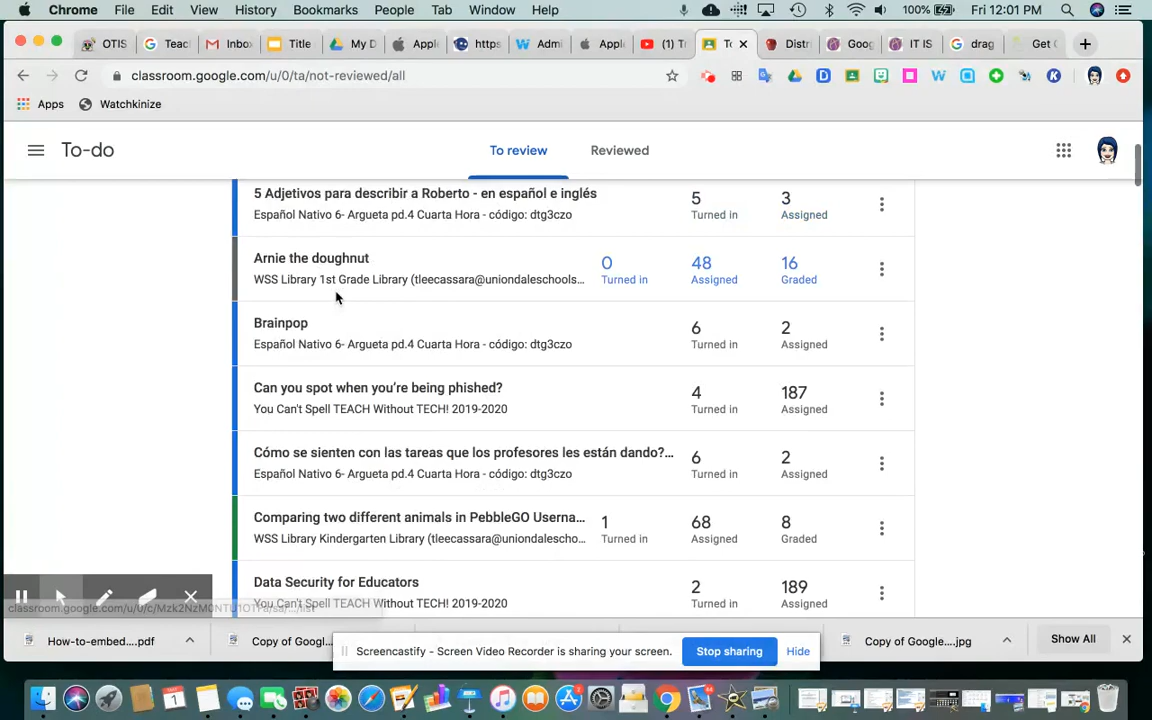 Chrome File Edit View History Bookmarks People Tab Window Help 100% Fri 12:01 PM
OTIS Teac Inbo Title My D Apple https Admi Apple (1) T To Distr Goog IT IS drag Get C
classroom.google.com/u/0/ta/not-reviewed/all
Apps Watchkinize
To-do To review Reviewed
5 Adjetivos para describir a Roberto - en español e inglés 5 3
Español Nativo 6- Argueta pd.4 Cuarta Hora - código: dtg3czo Turned in Assigned
Arnie the doughnut 0 48 16
WSS Library 1st Grade Library (tleecassara@uniondaleschools... Turned in Assigned Graded
Brainpop 6 2
Español Nativo 6- Argueta pd.4 Cuarta Hora - código: dtg3czo Turned in Assigned
Can you spot when you’re being phished? 4 187
You Can't Spell TEACH Without TECH! 2019-2020 Turned in Assigned
Cómo se sienten con las tareas que los profesores les están dando?... 6 2
Español Nativo 6- Argueta pd.4 Cuarta Hora - código: dtg3czo Turned in Assigned
Comparing two different animals in PebbleGO Userna... 1 68 8
WSS Library Kindergarten Library (tleecassara@uniondalescho... Turned in Assigned Graded
Data Security for Educators 2 189
You Can't Spell TEACH Without TECH! 2019-2020 Turned in Assigned
How-to-embed....pdf Copy of Googl... Copy of Google....jpg Show All
Screencastify - Screen Video Recorder is sharing your screen. Stop sharing Hide